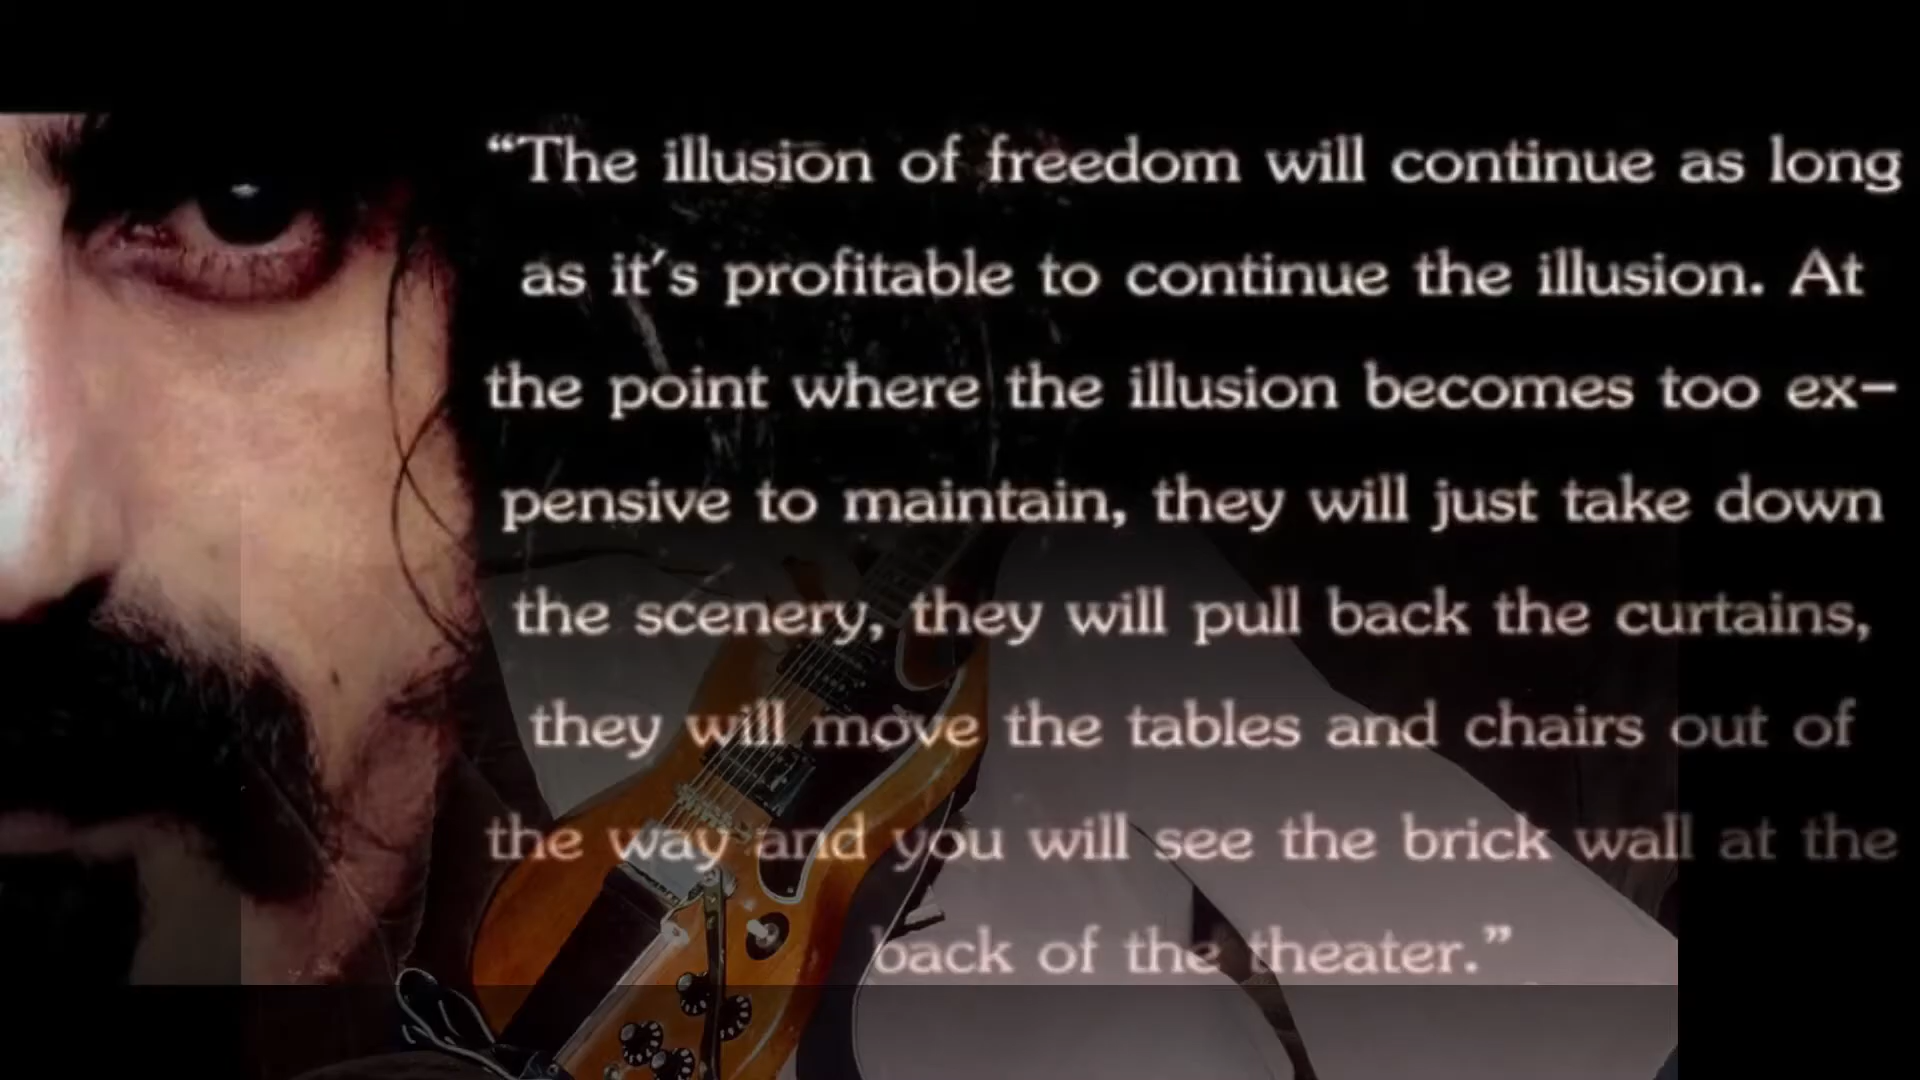 “The illusion of freedom will continue as long
as it’s profitable to continue the illusion. At
the point where the illusion becomes too ex–
pensive to maintain, they will just take down
the scenery, they will pull back the curtains,
they will move the tables and chairs out of
the way and you will see the brick wall at the
back of the theater.”